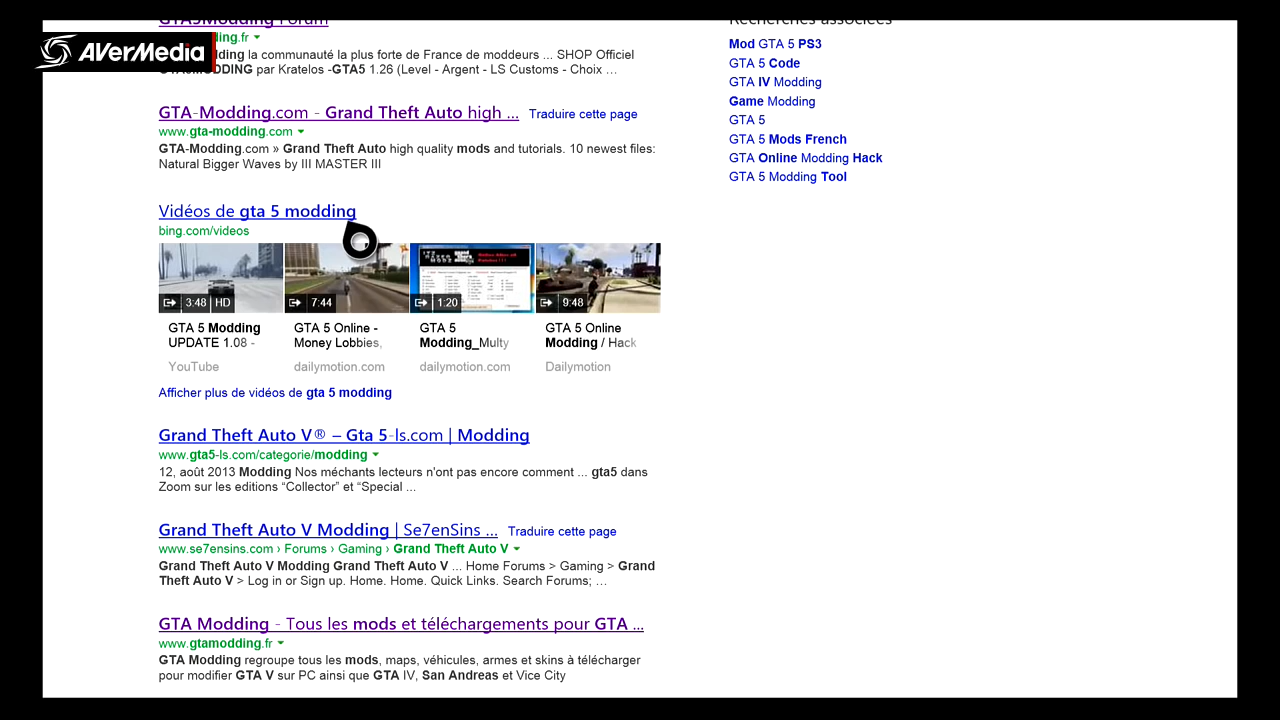 GTA5Modding Forum
ding.fr
AVerMedia
dding la communauté la plus forte de France de moddeurs ... SHOP Officiel
GTA5MODDING par Kratelos -GTA5 1.26 (Level - Argent - LS Customs - Choix …
GTA-Modding.com - Grand Theft Auto high ... Traduire cette page
www.gta-modding.com
GTA-Modding.com » Grand Theft Auto high quality mods and tutorials. 10 newest files:
Natural Bigger Waves by III MASTER III
Vidéos de gta 5 modding
bing.com/videos
3:48 HD
7:44
1:20
9:48
GTA 5 Modding
UPDATE 1.08 -
YouTube
GTA 5 Online -
Money Lobbies,
dailymotion.com
GTA 5
Modding_Multy
dailymotion.com
GTA 5 Online
Modding / Hack
Dailymotion
Afficher plus de vidéos de gta 5 modding
Grand Theft Auto V® – Gta 5-ls.com | Modding
www.gta5-ls.com/categorie/modding
12, août 2013 Modding Nos méchants lecteurs n'ont pas encore comment ... gta5 dans
Zoom sur les editions “Collector” et “Special ...
Grand Theft Auto V Modding | Se7enSins ... Traduire cette page
www.se7ensins.com › Forums › Gaming › Grand Theft Auto V
Grand Theft Auto V Modding Grand Theft Auto V ... Home Forums > Gaming > Grand
Theft Auto V > Log in or Sign up. Home. Home. Quick Links. Search Forums; …
GTA Modding - Tous les mods et téléchargements pour GTA ...
www.gtamodding.fr
GTA Modding regroupe tous les mods, maps, véhicules, armes et skins à télécharger
pour modifier GTA V sur PC ainsi que GTA IV, San Andreas et Vice City
Recherches associées
Mod GTA 5 PS3
GTA 5 Code
GTA IV Modding
Game Modding
GTA 5
GTA 5 Mods French
GTA Online Modding Hack
GTA 5 Modding Tool